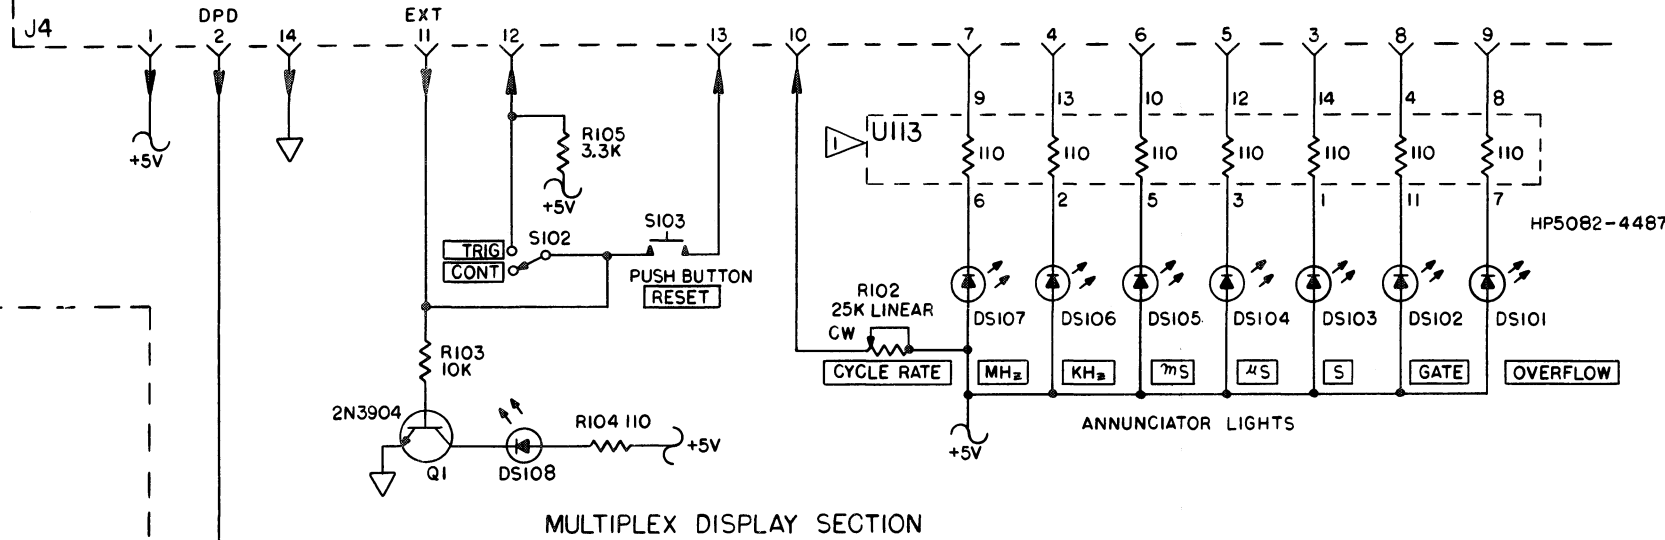 DPD EXT
J4 1 2 14 11 12 13 10 7 4 6 5 3 8 9
9 13 10 12 14 4 8
1 U113
110 110 110 110 110 110 110
R105
3.3K
+5V
+5V
6 2 5 3 1 11 7
HP5082-4487
S103
S102
TRIG
CONT
PUSH BUTTON
RESET
R102
25K LINEAR
CW
CYCLE RATE
DS107 DS106 DS105 DS104 DS103 DS102 DS101
MHz KHz mS μS S GATE OVERFLOW
R103
10K
2N3904
Q1
DS108
R104 110
+5V
+5V
ANNUNCIATOR LIGHTS
MULTIPLEX DISPLAY SECTION